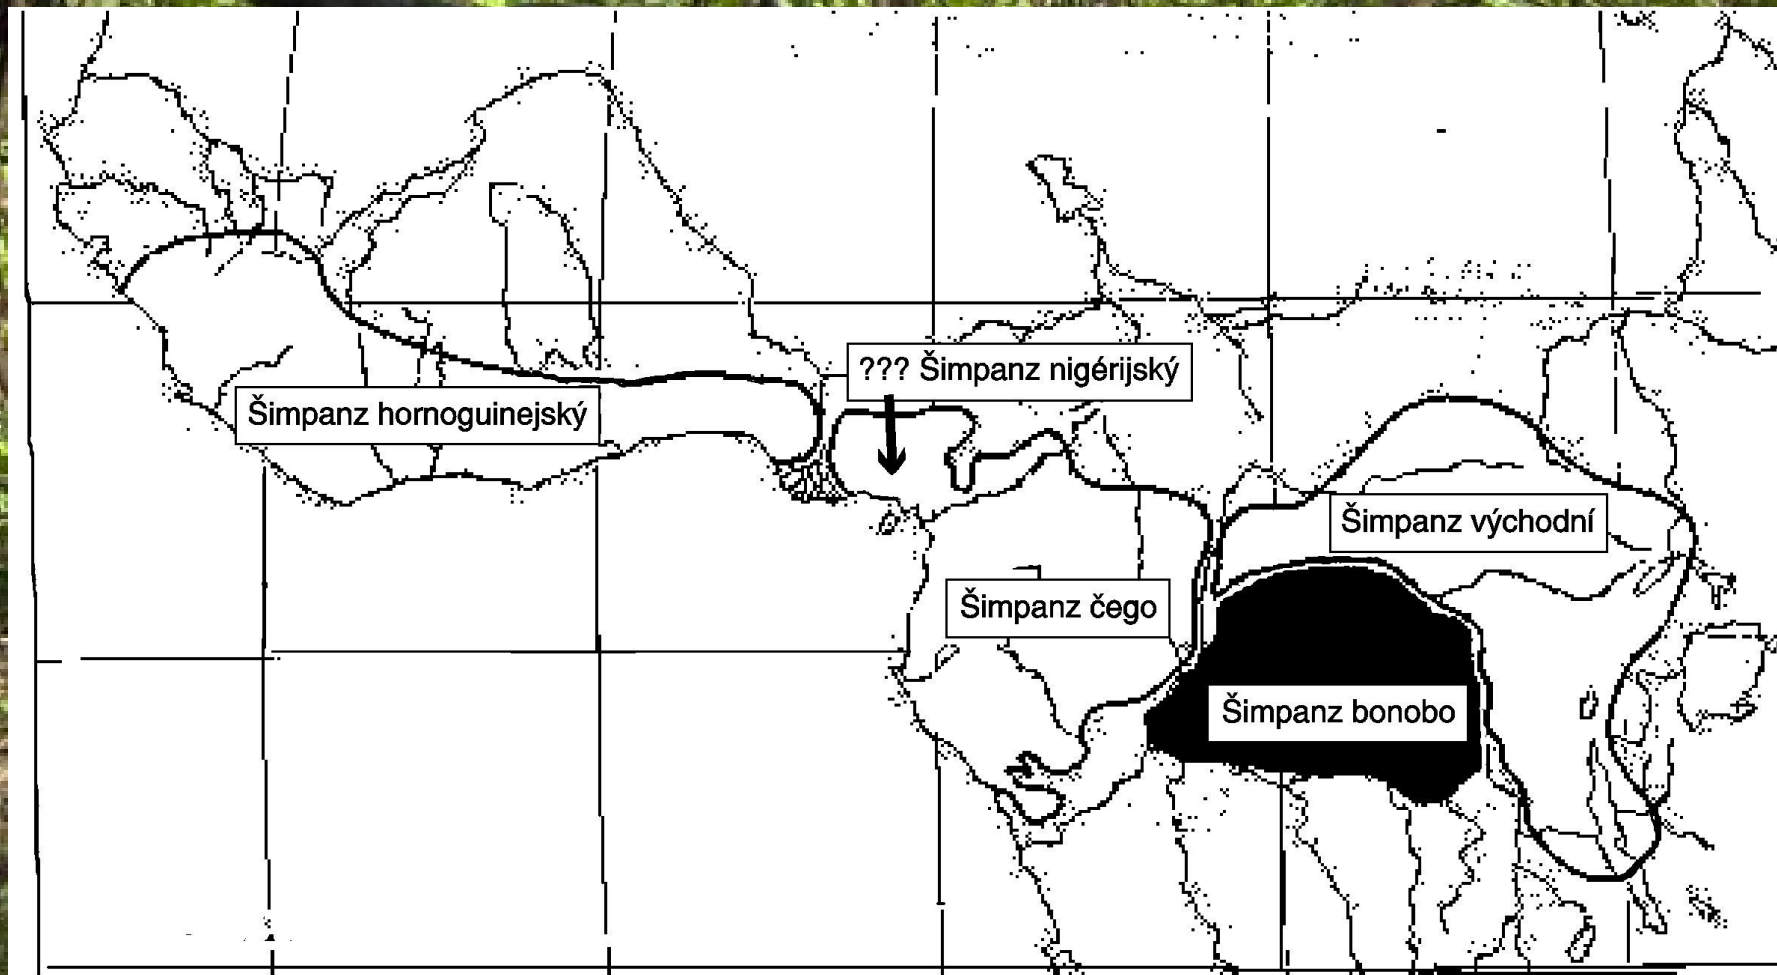 ??? Šimpanz nigérijský
Šimpanz hornoguinejský
Šimpanz východní
Šimpanz čego
Šimpanz bonobo